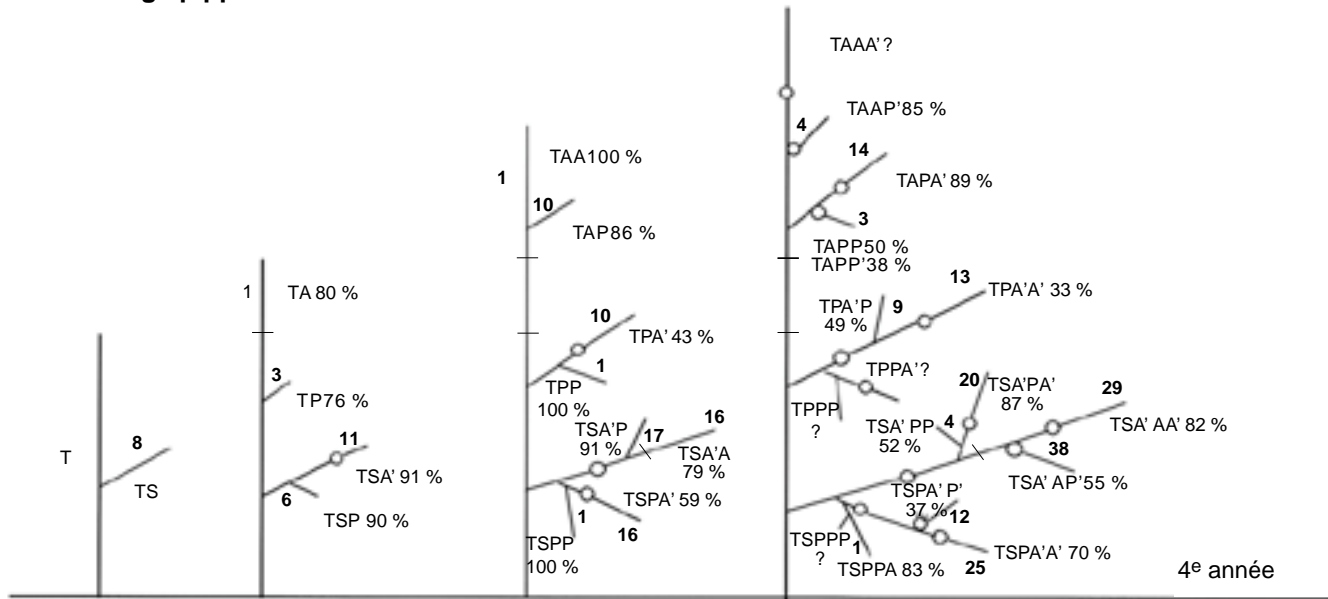 T
8
TS
1
TA 80 %
3
TP76 %
11
TSA’ 91 %
6
TSP 90 %
1
TAA100 %
10
TAP86 %
10
TPA’ 43 %
1
TPP
100 %
TSA’P
91 %
17
16
TSA’A
79 %
TSPA’ 59 %
1
16
TSPP
100 %
TAAA’ ?
4
TAAP’85 %
14
TAPA’ 89 %
3
TAPP50 %
TAPP’38 %
13
TPA’A’ 33 %
TPA’P
49 %
9
TPPA’?
TPPP
?
20
TSA’PA’
87 %
29
4
TSA’ PP
52 %
TSA’ AA’ 82 %
38
TSA’ AP’55 %
TSPA’ P’
37 %
12
TSPPP
?
1
TSPA’A’ 70 %
TSPPA 83 %
25
4e année